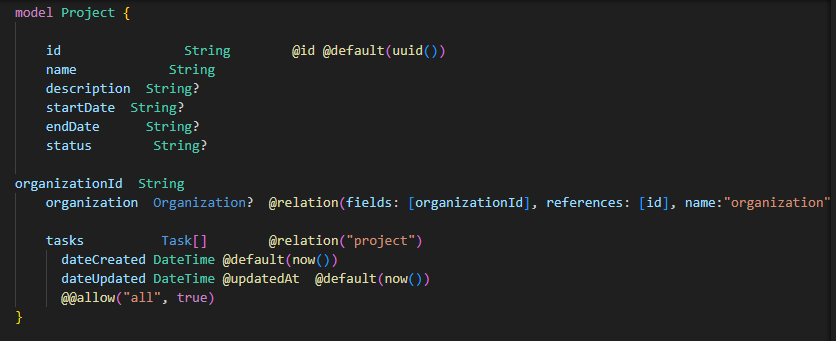 model Project {
id String @id @default(uuid())
name String
description String?
startDate String?
endDate String?
status String?
organizationId String
organization Organization? @relation(fields: [organizationId], references: [id], name:"organization"
tasks Task[] @relation("project")
dateCreated DateTime @default(now())
dateUpdated DateTime @updatedAt @default(now())
@@allow("all", true)
}